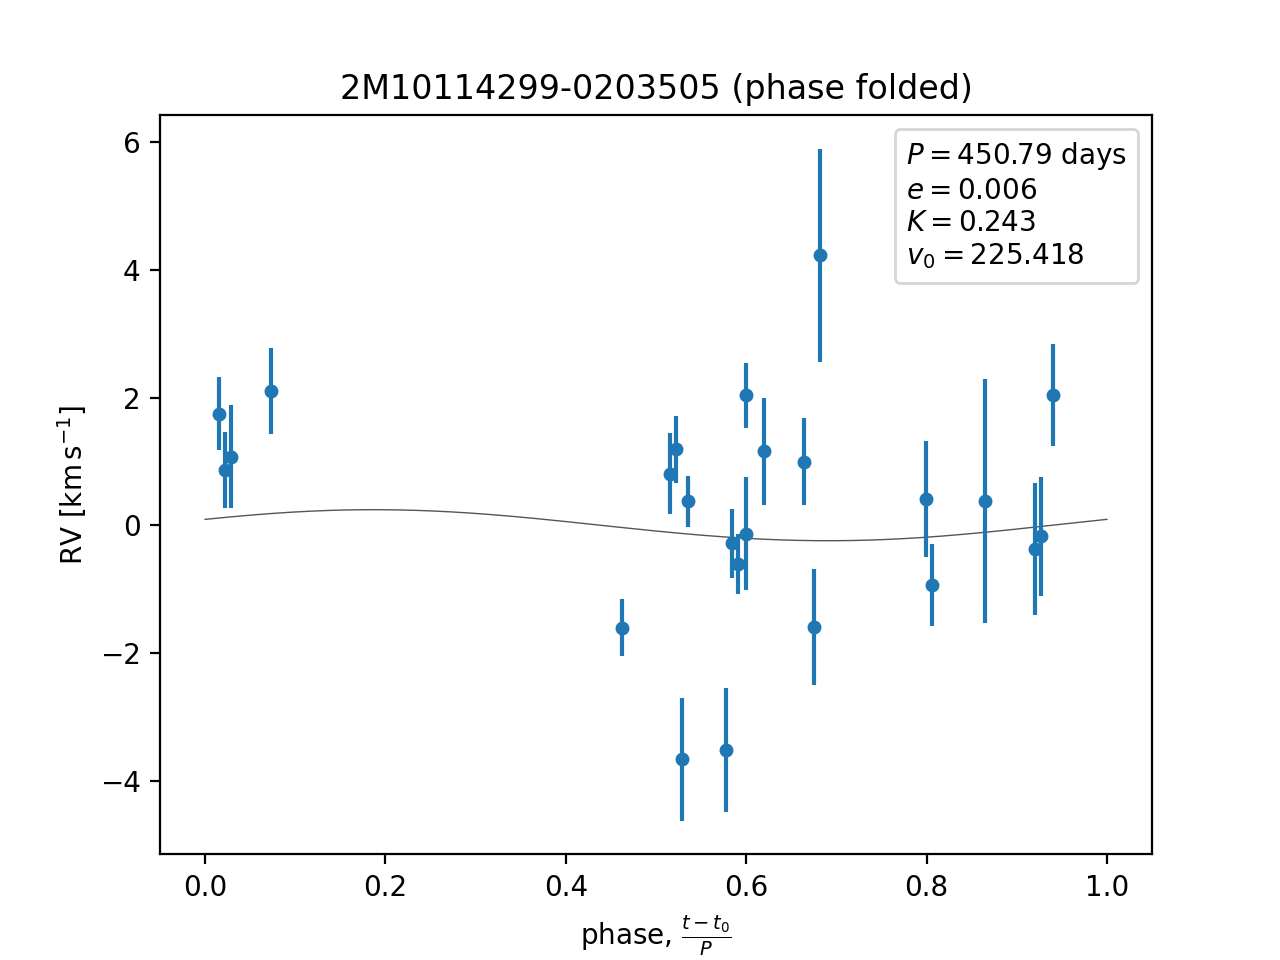 2M10114299-0203505 (phase folded)
P = 450.79 days
e = 0.006
K = 0.243
v₀ = 225.418
6
4
2
0
−2
−4
RV [km s⁻¹]
0.0 0.2 0.4 0.6 0.8 1.0
phase, (t − t₀)/P